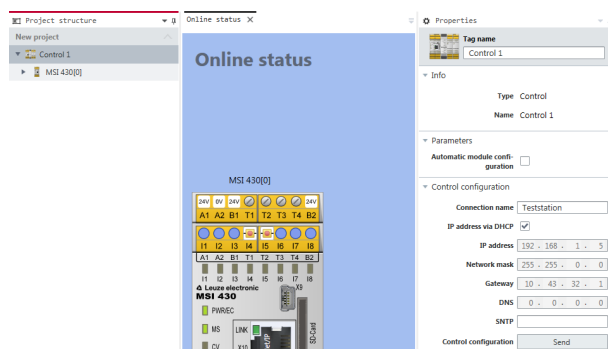 Project structure
New project
Control 1
MSI 430[0]
Online status
Online status
MSI 430[0]
24V 0V 24V 24V
A1 A2 B1 T1 T2 T3 T4 B2
I1 I2 I3 I4 I5 I6 I7 I8
A1 A2 B1 T1 T2 T3 T4 B2
I1 I2 I3 I4 I5 I6 I7 I8
Leuze electronic
X9
MSI 430
PWR/EC
MS LINK
CV X10
SD-Card
Properties
Tag name
Control 1
Info
Type Control
Name Control 1
Parameters
Automatic module confi-
guration
Control configuration
Connection name Teststation
IP address via DHCP
IP address 192 . 168 . 1 . 5
Network mask 255 . 255 . 0 . 0
Gateway 10 . 43 . 32 . 1
DNS 0 . 0 . 0 . 0
SNTP
Control configuration Send